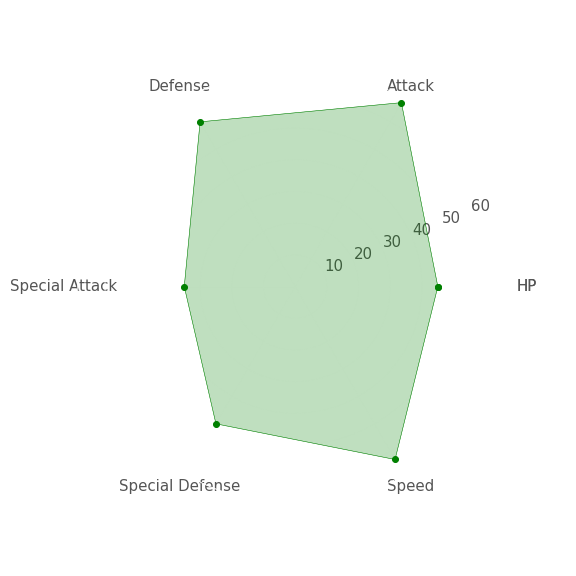 Defense
Attack
60
50
40
30
20
10
Special Attack
HP
Special Defense
Speed